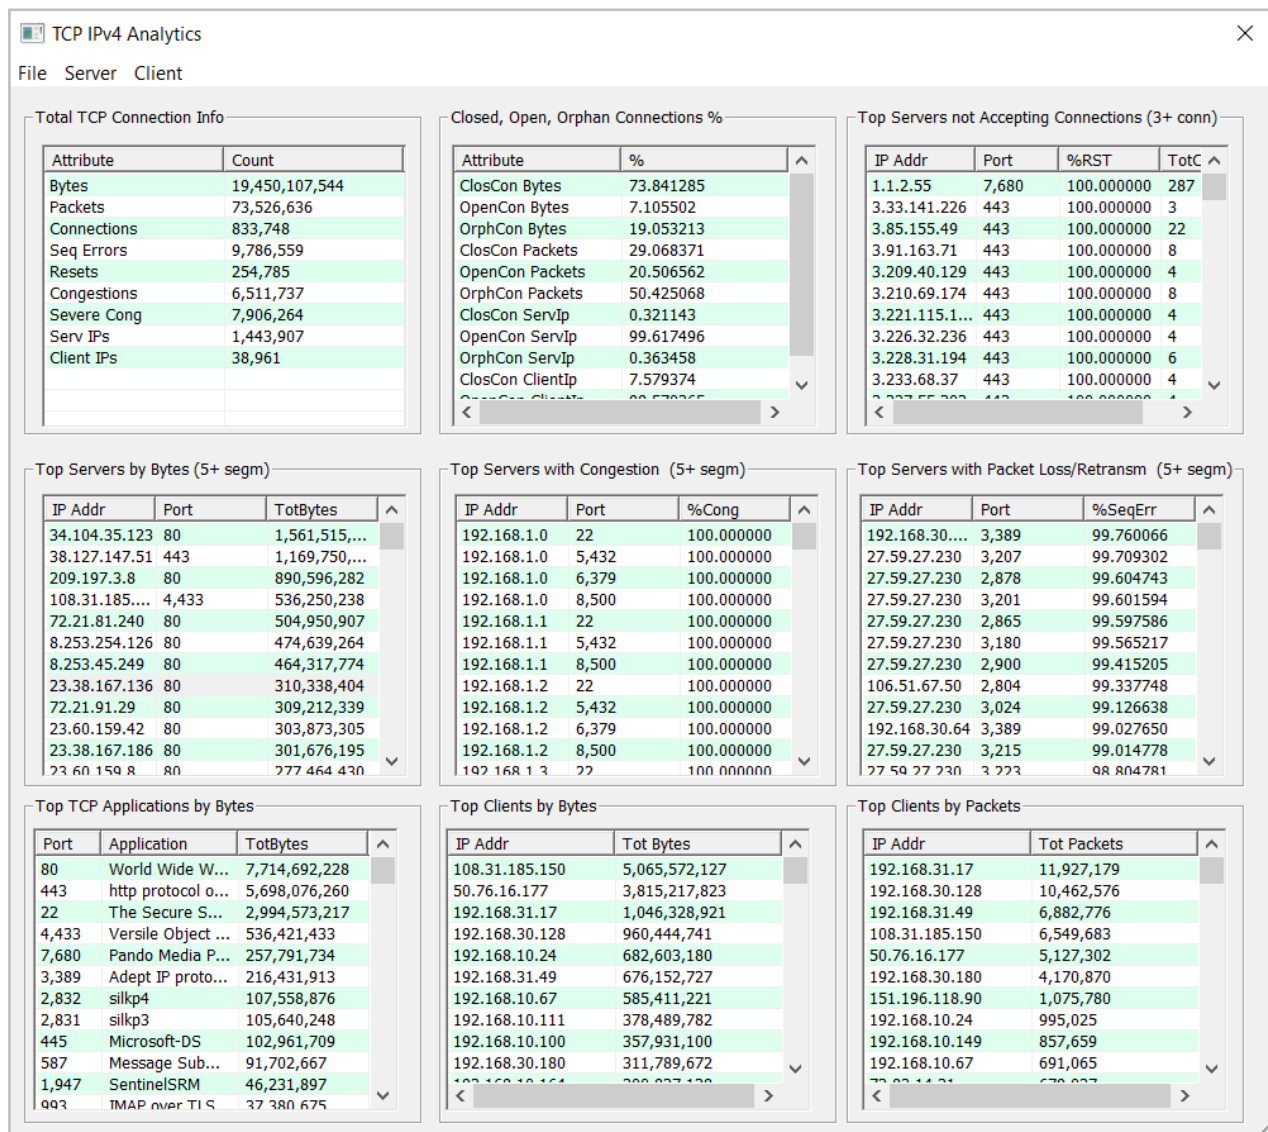 TCP IPv4 Analytics
File Server Client
Total TCP Connection Info
Attribute Count
Bytes 19,450,107,544
Packets 73,526,636
Connections 833,748
Seq Errors 9,786,559
Resets 254,785
Congestions 6,511,737
Severe Cong 7,906,264
Serv IPs 1,443,907
Client IPs 38,961
Closed, Open, Orphan Connections %
Attribute %
ClosCon Bytes 73.841285
OpenCon Bytes 7.105502
OrphCon Bytes 19.053213
ClosCon Packets 29.068371
OpenCon Packets 20.506562
OrphCon Packets 50.425068
ClosCon ServIp 0.321143
OpenCon ServIp 99.617496
OrphCon ServIp 0.363458
ClosCon ClientIp 7.579374
Top Servers not Accepting Connections (3+ conn)
IP Addr Port %RST TotC
1.1.2.55 7,680 100.000000 287
3.33.141.226 443 100.000000 3
3.85.155.49 443 100.000000 22
3.91.163.71 443 100.000000 8
3.209.40.129 443 100.000000 4
3.210.69.174 443 100.000000 8
3.221.115.1... 443 100.000000 4
3.226.32.236 443 100.000000 4
3.228.31.194 443 100.000000 6
3.233.68.37 443 100.000000 4
Top Servers by Bytes (5+ segm)
IP Addr Port TotBytes
34.104.35.123 80 1,561,515,...
38.127.147.51 443 1,169,750,...
209.197.3.8 80 890,596,282
108.31.185.... 4,433 536,250,238
72.21.81.240 80 504,950,907
8.253.254.126 80 474,639,264
8.253.45.249 80 464,317,774
23.38.167.136 80 310,338,404
72.21.91.29 80 309,212,339
23.60.159.42 80 303,873,305
23.38.167.186 80 301,676,195
23.60.159.8 80 277,464,430
Top Servers with Congestion (5+ segm)
IP Addr Port %Cong
192.168.1.0 22 100.000000
192.168.1.0 5,432 100.000000
192.168.1.0 6,379 100.000000
192.168.1.0 8,500 100.000000
192.168.1.1 22 100.000000
192.168.1.1 5,432 100.000000
192.168.1.1 8,500 100.000000
192.168.1.2 22 100.000000
192.168.1.2 5,432 100.000000
192.168.1.2 6,379 100.000000
192.168.1.2 8,500 100.000000
192.168.1.3 22 100.000000
Top Servers with Packet Loss/Retransm (5+ segm)
IP Addr Port %SeqErr
192.168.30.... 3,389 99.760066
27.59.27.230 3,207 99.709302
27.59.27.230 2,878 99.604743
27.59.27.230 3,201 99.601594
27.59.27.230 2,865 99.597586
27.59.27.230 3,180 99.565217
27.59.27.230 2,900 99.415205
106.51.67.50 2,804 99.337748
27.59.27.230 3,024 99.126638
192.168.30.64 3,389 99.027650
27.59.27.230 3,215 99.014778
27.59.27.230 3,223 98.804781
Top TCP Applications by Bytes
Port Application TotBytes
80 World Wide W... 7,714,692,228
443 http protocol o... 5,698,076,260
22 The Secure S... 2,994,573,217
4,433 Versile Object ... 536,421,433
7,680 Pando Media P... 257,791,734
3,389 Adept IP proto... 216,431,913
2,832 silkp4 107,558,876
2,831 silkp3 105,640,248
445 Microsoft-DS 102,961,709
587 Message Sub... 91,702,667
1,947 SentinelSRM 46,231,897
993 IMAP over TLS 37,380,675
Top Clients by Bytes
IP Addr Tot Bytes
108.31.185.150 5,065,572,127
50.76.16.177 3,815,217,823
192.168.31.17 1,046,328,921
192.168.30.128 960,444,741
192.168.10.24 682,603,180
192.168.31.49 676,152,727
192.168.10.67 585,411,221
192.168.10.111 378,489,782
192.168.10.100 357,931,100
192.168.30.180 311,789,672
Top Clients by Packets
IP Addr Tot Packets
192.168.31.17 11,927,179
192.168.30.128 10,462,576
192.168.31.49 6,882,776
108.31.185.150 6,549,683
50.76.16.177 5,127,302
192.168.30.180 4,170,870
151.196.118.90 1,075,780
192.168.10.24 995,025
192.168.10.149 857,659
192.168.10.67 691,065